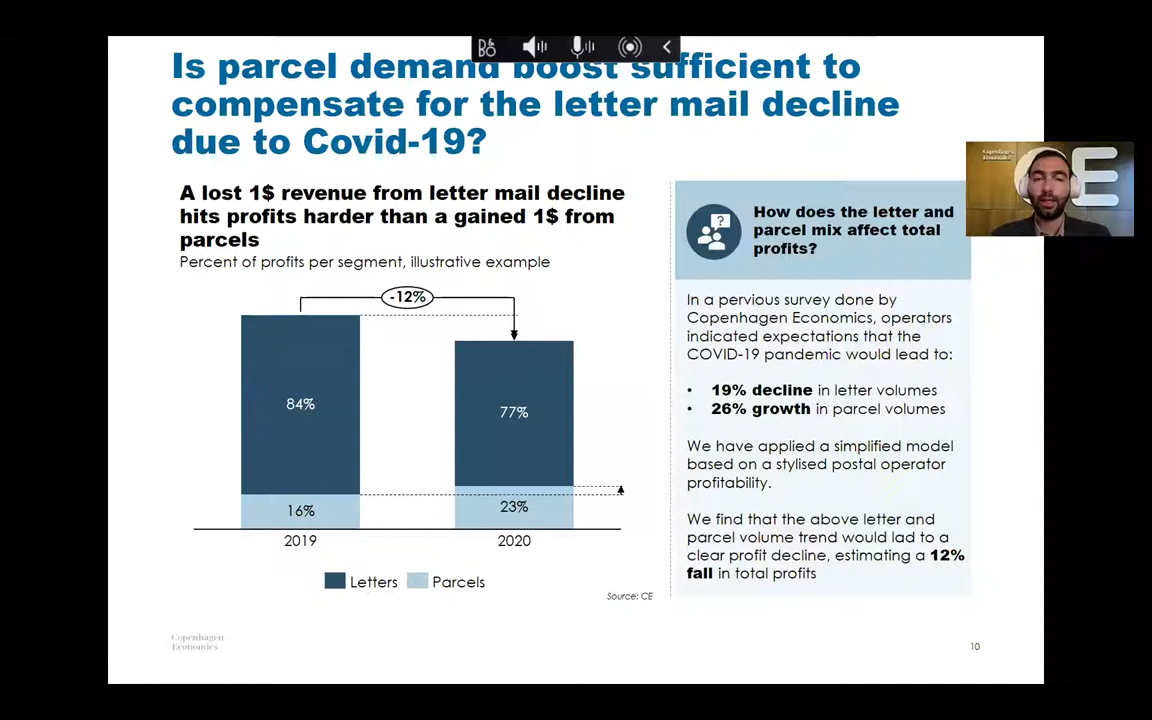 Is parcel demand boost sufficient to
compensate for the letter mail decline
due to Covid-19?
A lost 1$ revenue from letter mail decline
hits profits harder than a gained 1$ from
parcels
Percent of profits per segment, illustrative example
-12%
84%
77%
16%
23%
2019
2020
Letters
Parcels
Source: CE
How does the letter and
parcel mix affect total
profits?
?
In a pervious survey done by
Copenhagen Economics, operators
indicated expectations that the
COVID-19 pandemic would lead to:
• 19% decline in letter volumes
• 26% growth in parcel volumes
We have applied a simplified model
based on a stylised postal operator
profitability.
We find that the above letter and
parcel volume trend would lad to a
clear profit decline, estimating a 12%
fall in total profits
Copenhagen
Economics
10
B&O
Copenhagen
Economics
CE